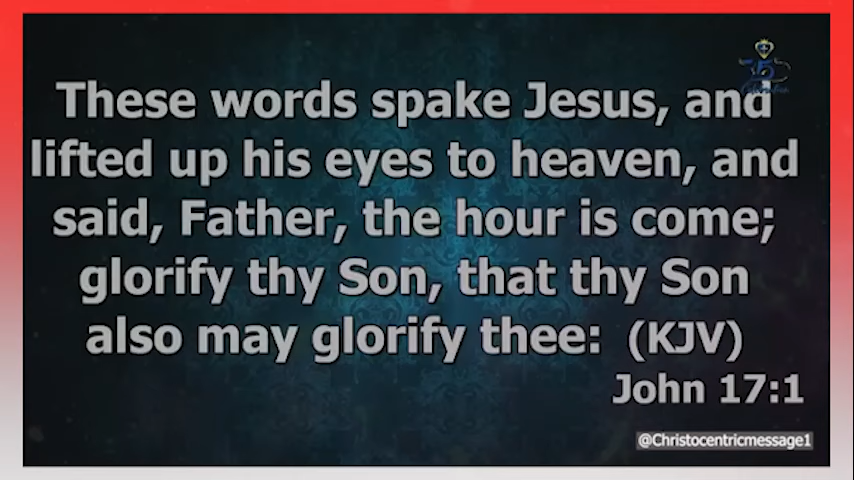 These words spake Jesus, and
lifted up his eyes to heaven, and
said, Father, the hour is come;
glorify thy Son, that thy Son
also may glorify thee: (KJV)
John 17:1
@Christocentricmessage1